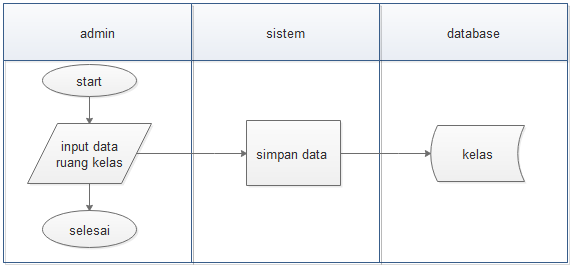 admin
sistem
database
start
input data
ruang kelas
simpan data
kelas
selesai